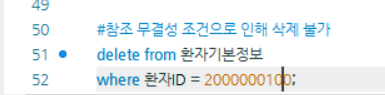 49
50 #참조 무결성 조건으로 인해 삭제 불가
51 delete from 환자기본정보
52 where 환자ID = 2000000100;